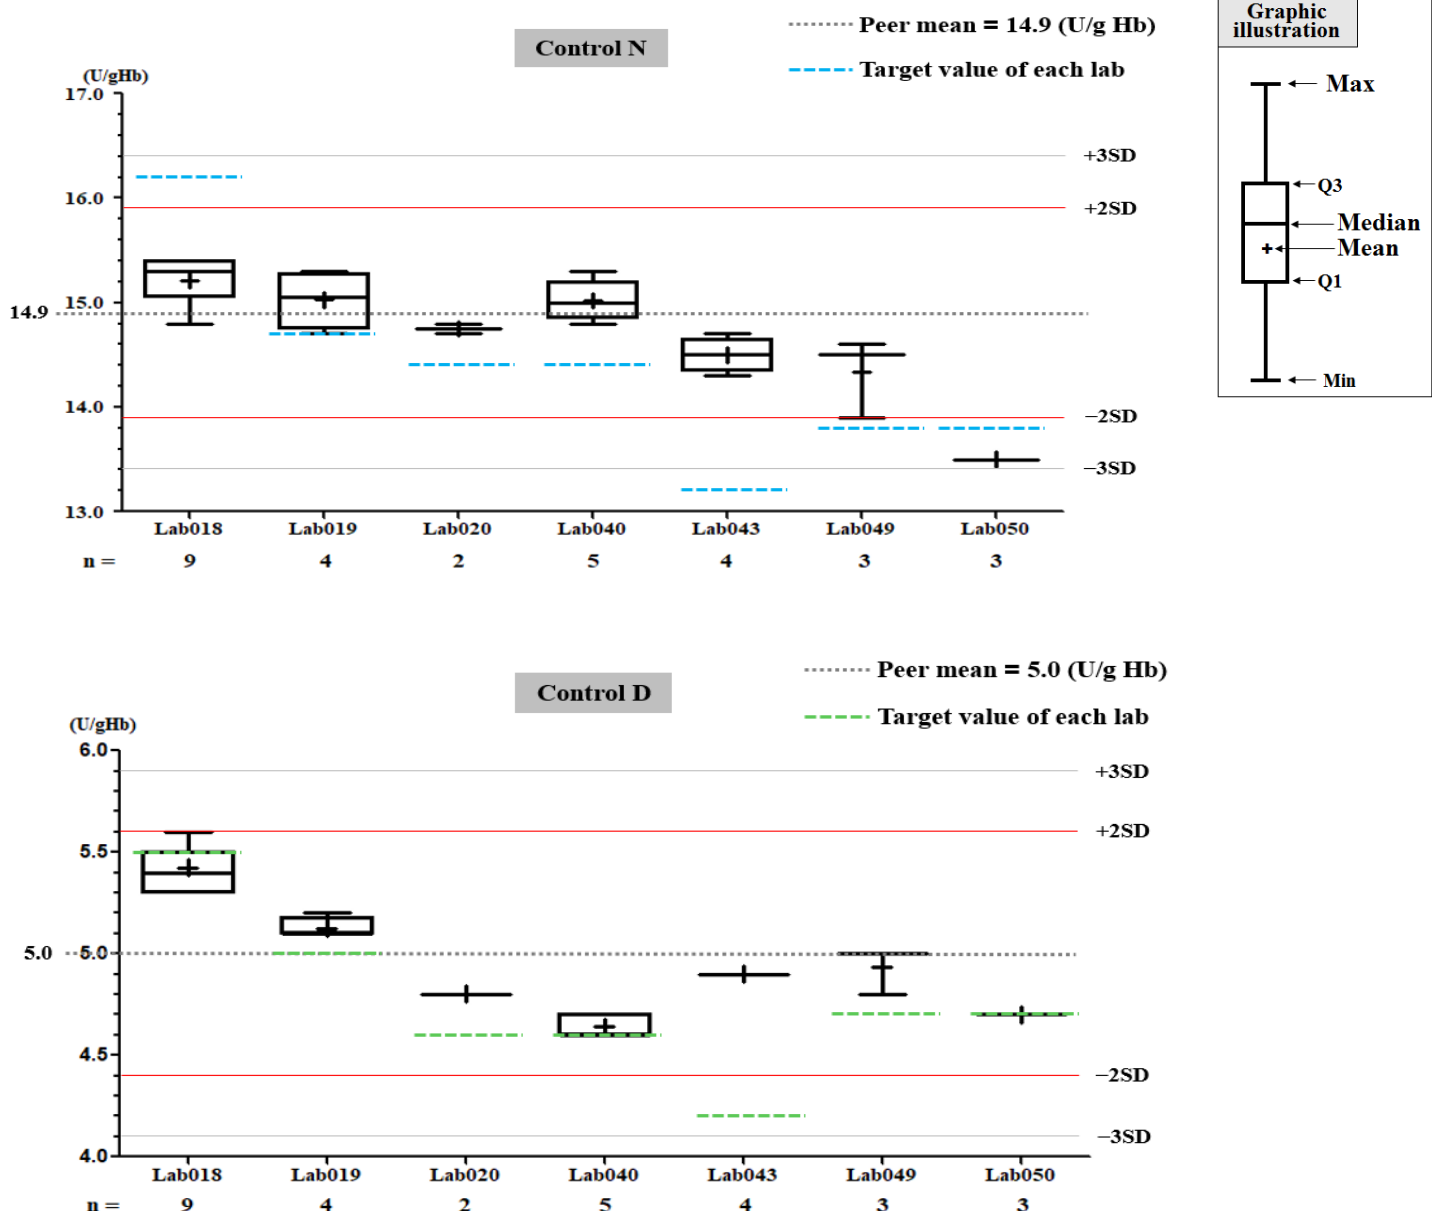 Control N
Peer mean = 14.9 (U/g Hb)
Target value of each lab
(U/gHb)
17.0
16.0
15.0
14.9
14.0
13.0
+3SD
+2SD
−2SD
−3SD
Lab018 Lab019 Lab020 Lab040 Lab043 Lab049 Lab050
n = 9 4 2 5 4 3 3
Graphic
illustration
Max
Q3
Median
Mean
Q1
Min
Control D
Peer mean = 5.0 (U/g Hb)
Target value of each lab
(U/gHb)
6.0
5.5
5.0 5.0
4.5
4.0
+3SD
+2SD
−2SD
−3SD
Lab018 Lab019 Lab020 Lab040 Lab043 Lab049 Lab050
n = 9 4 2 5 4 3 3